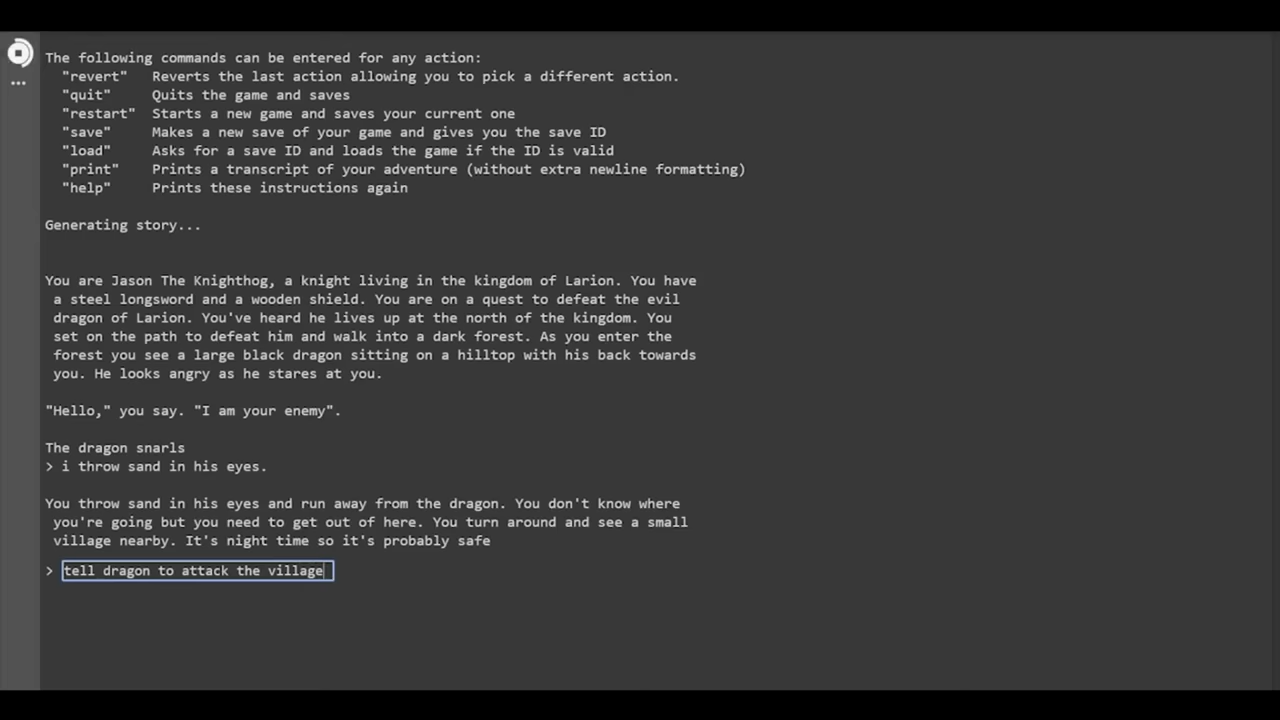 The following commands can be entered for any action:
"revert" Reverts the last action allowing you to pick a different action.
"quit" Quits the game and saves
"restart" Starts a new game and saves your current one
"save" Makes a new save of your game and gives you the save ID
"load" Asks for a save ID and loads the game if the ID is valid
"print" Prints a transcript of your adventure (without extra newline formatting)
"help" Prints these instructions again
Generating story...
You are Jason The Knighthog, a knight living in the kingdom of Larion. You have
a steel longsword and a wooden shield. You are on a quest to defeat the evil
dragon of Larion. You've heard he lives up at the north of the kingdom. You
set on the path to defeat him and walk into a dark forest. As you enter the
forest you see a large black dragon sitting on a hilltop with his back towards
you. He looks angry as he stares at you.
"Hello," you say. "I am your enemy".
The dragon snarls
> i throw sand in his eyes.
You throw sand in his eyes and run away from the dragon. You don't know where
you're going but you need to get out of here. You turn around and see a small
village nearby. It's night time so it's probably safe
> tell dragon to attack the village